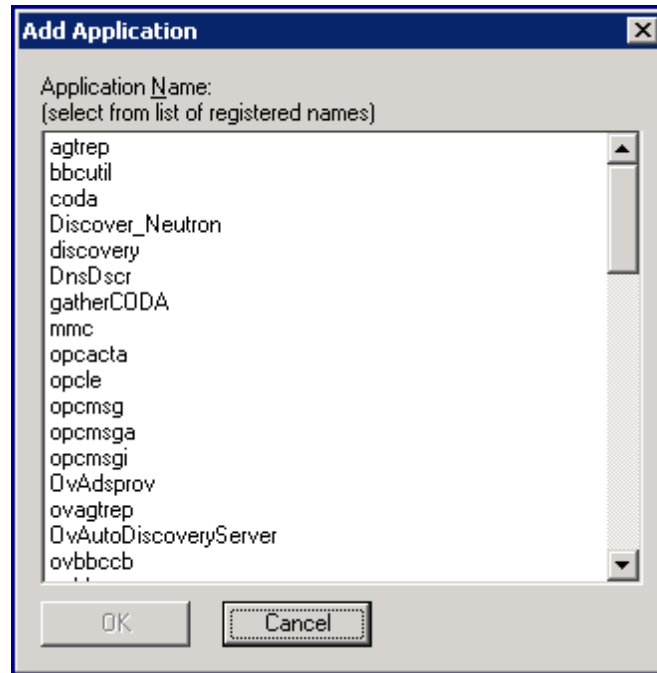 Add Application
Application Name:
(select from list of registered names)
agtrep
bbcutil
coda
Discover_Neutron
discovery
DnsDscr
gatherCODA
mmc
opcacta
opcle
opcmsg
opcmsga
opcmsgi
OvAdsprov
ovagtrep
OvAutoDiscoveryServer
ovbbccb
OK
Cancel